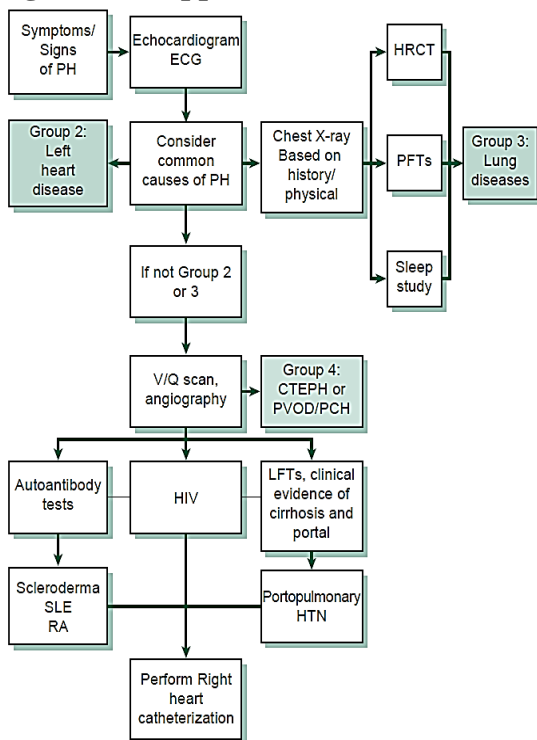 Symptoms/
Signs
of PH
Echocardiogram
ECG
HRCT
Group 2:
Left
heart
disease
Consider
common
causes of PH
Chest X-ray
Based on
history/
physical
PFTs
Group 3:
Lung
diseases
Sleep
study
If not Group 2
or 3
V/Q scan,
angiography
Group 4:
CTEPH or
PVOD/PCH
Autoantibody
tests
HIV
LFTs, clinical
evidence of
cirrhosis and
portal
Scleroderma
SLE
RA
Portopulmonary
HTN
Perform Right
heart
catheterization